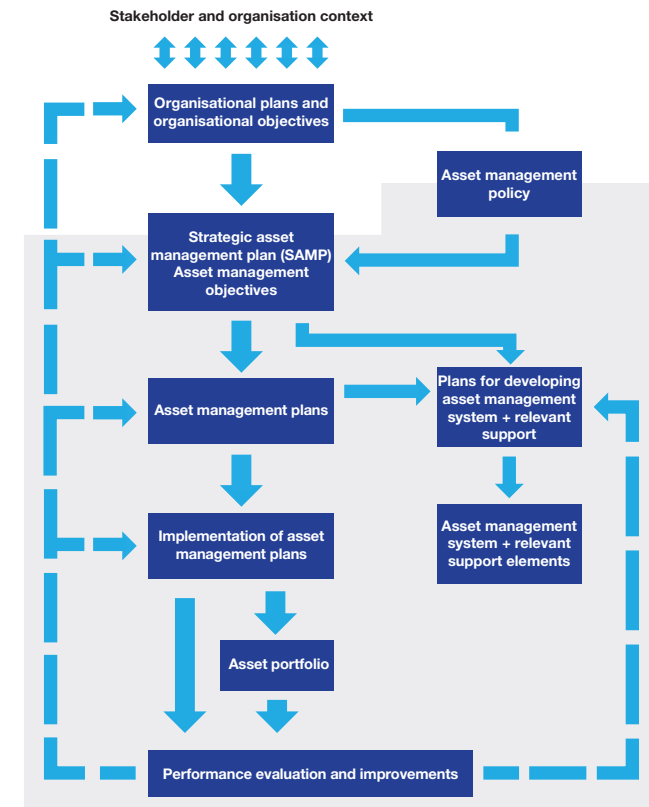 Stakeholder and organisation context
Organisational plans and
organisational objectives
Asset management
policy
Strategic asset
management plan (SAMP)
Asset management
objectives
Asset management plans
Plans for developing
asset management
system + relevant
support
Implementation of asset
management plans
Asset management
system + relevant
support elements
Asset portfolio
Performance evaluation and improvements